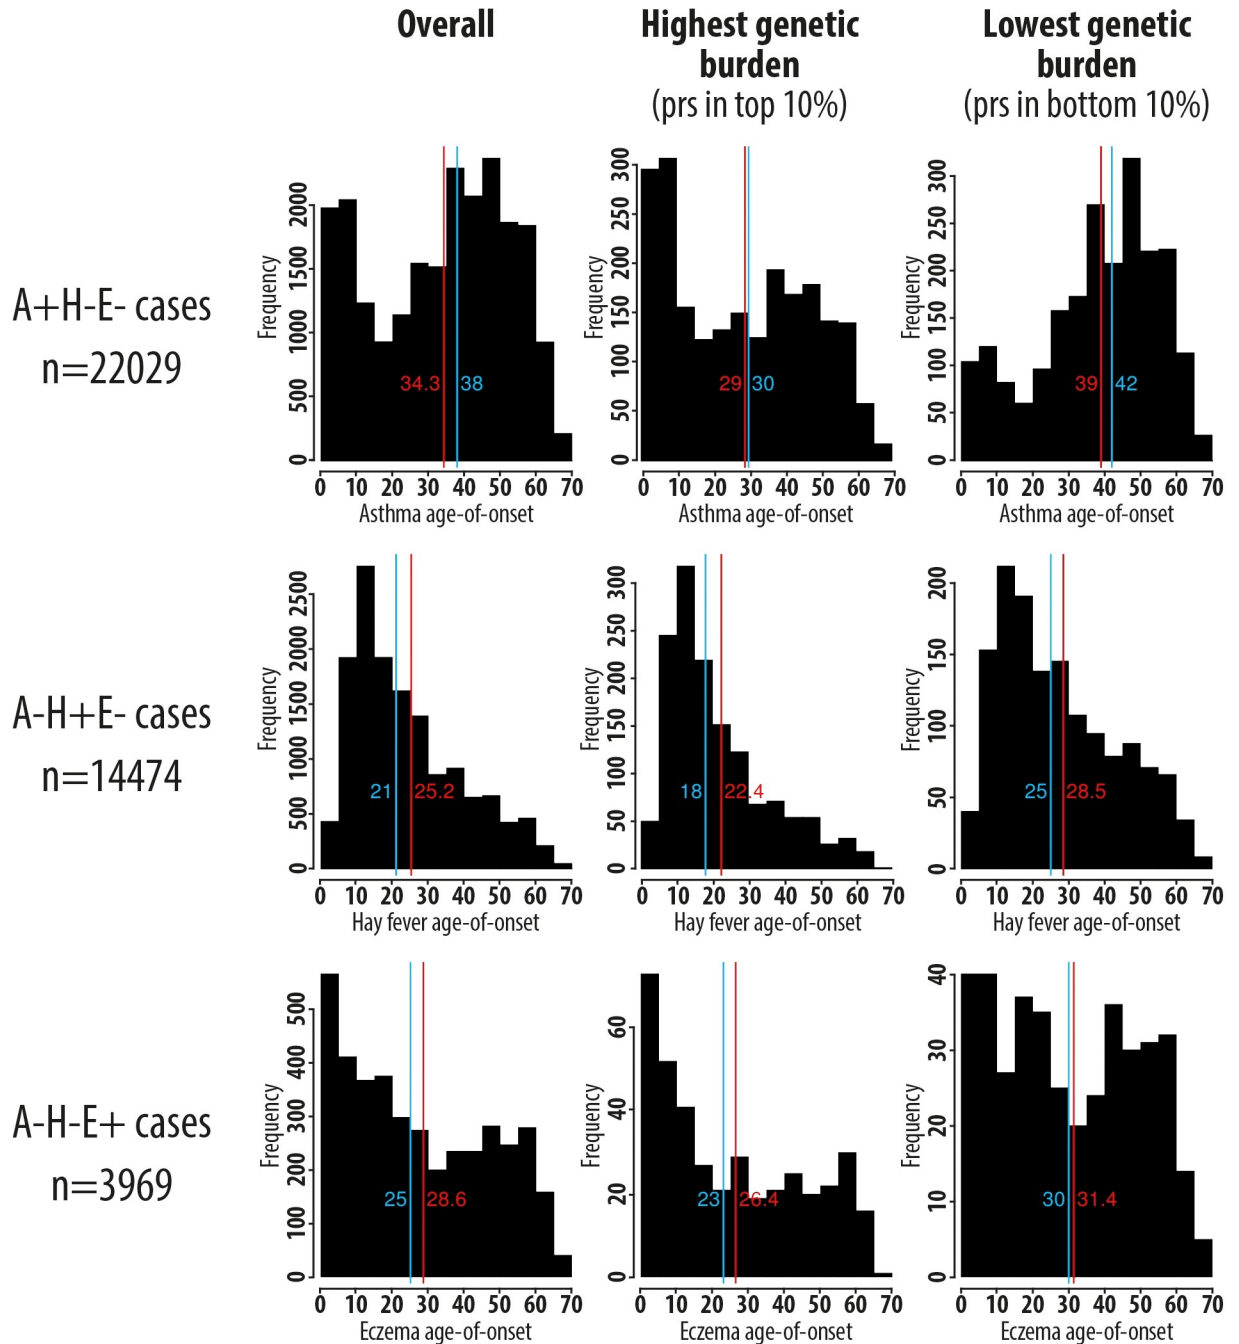 Overall
Highest genetic
burden
(prs in top 10%)
Lowest genetic
burden
(prs in bottom 10%)
A+H-E- cases
n=22029
Frequency
0
500
1000
1500
2000
34.3
38
0 10 20 30 40 50 60 70
Asthma age-of-onset
Frequency
0
50
100
150
200
250
300
29
30
0 10 20 30 40 50 60 70
Asthma age-of-onset
Frequency
0
50
100
150
200
250
300
39
42
0 10 20 30 40 50 60 70
Asthma age-of-onset
A-H+E- cases
n=14474
Frequency
0
500
1000
1500
2000
2500
21
25.2
0 10 20 30 40 50 60 70
Hay fever age-of-onset
Frequency
0
50
100
150
200
250
300
18
22.4
0 10 20 30 40 50 60 70
Hay fever age-of-onset
Frequency
0
50
100
150
200
25
28.5
0 10 20 30 40 50 60 70
Hay fever age-of-onset
A-H-E+ cases
n=3969
Frequency
0
100
200
300
400
500
25
28.6
0 10 20 30 40 50 60 70
Eczema age-of-onset
Frequency
0
20
40
60
23
26.4
0 10 20 30 40 50 60 70
Eczema age-of-onset
Frequency
0
10
20
30
40
30
31.4
0 10 20 30 40 50 60 70
Eczema age-of-onset